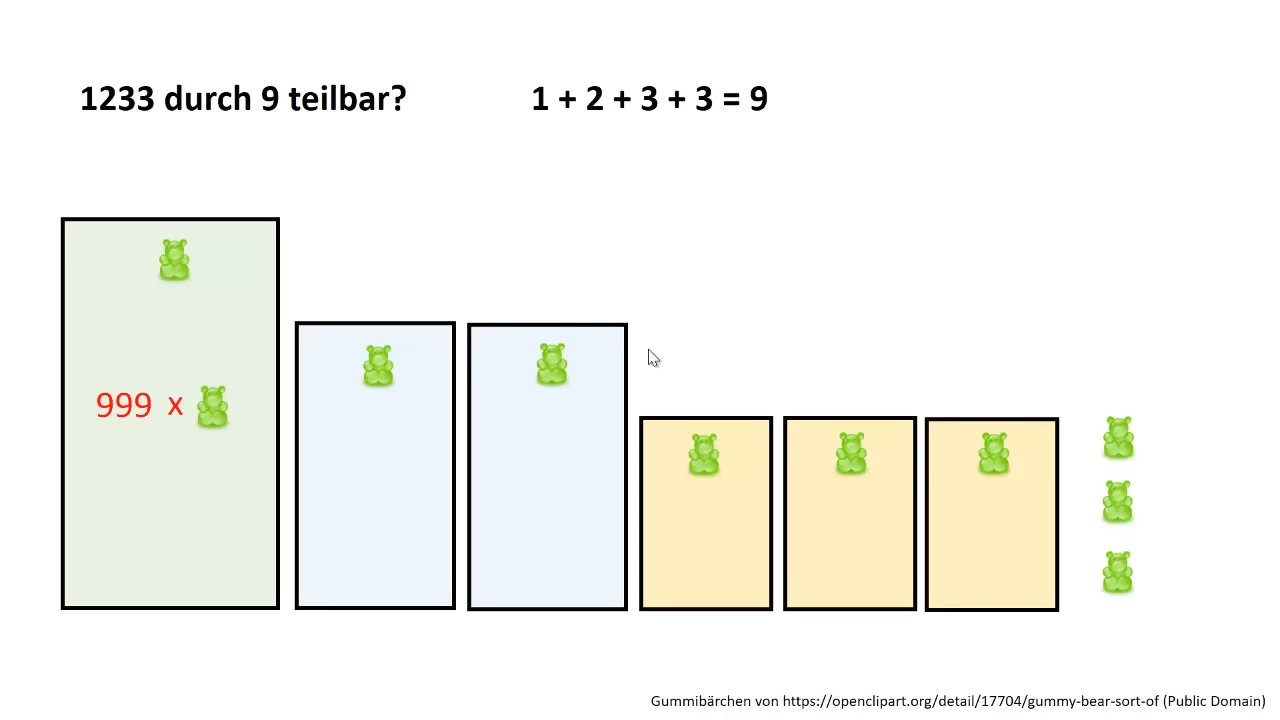 1233 durch 9 teilbar?
1 + 2 + 3 + 3 = 9
999 x
Gummibärchen von https://openclipart.org/detail/17704/gummy-bear-sort-of (Public Domain)